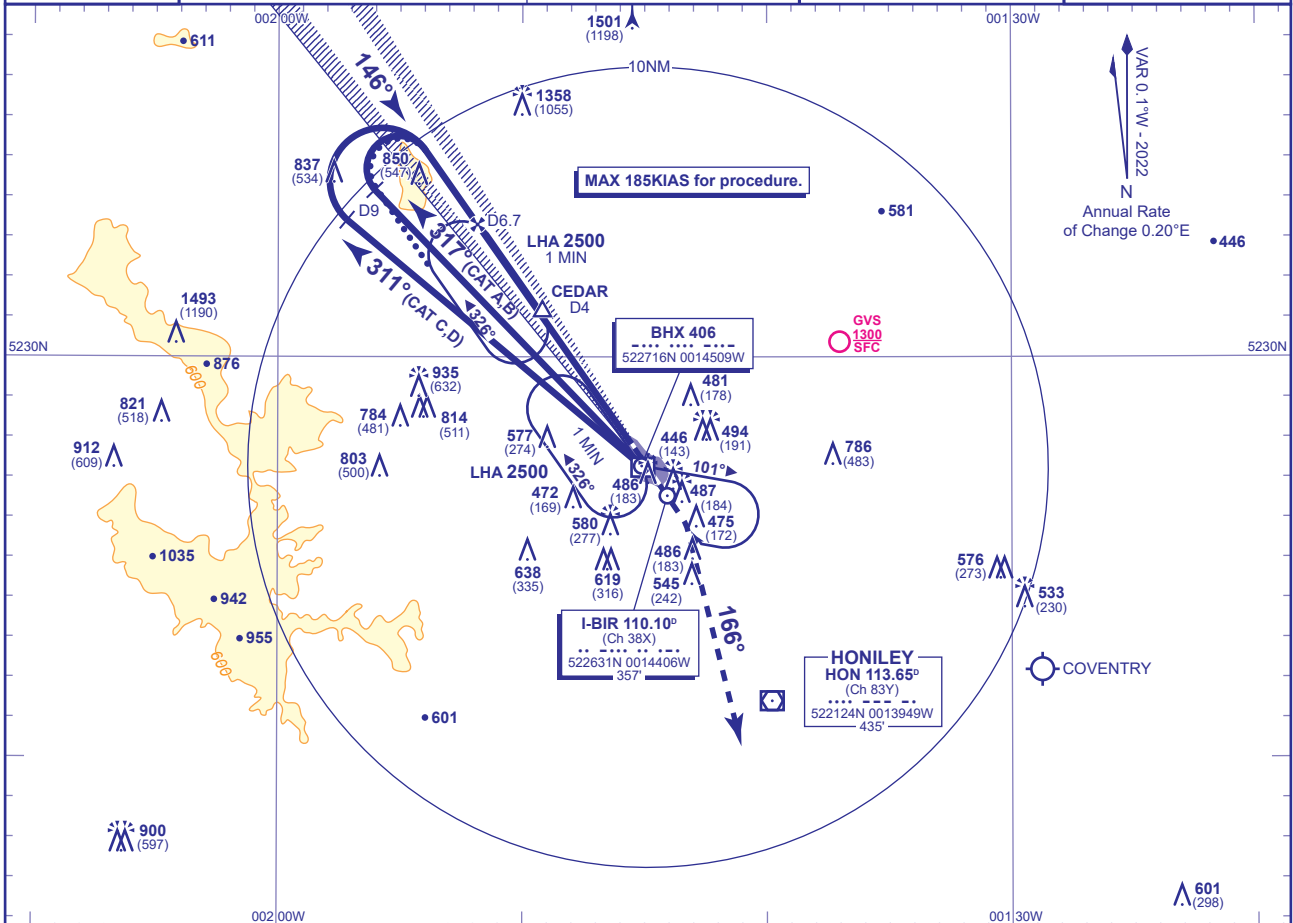 002 00'W
001 30'W
1501
(1198)
611
10NM
146°
1358
(1055)
VAR 0.1°W - 2022
N
Annual Rate
of Change 0.20°E
837
(534)
850
(547)
MAX 185KIAS for procedure.
D9
D6.7
581
446
LHA 2500
1 MIN
317° (CAT A,B)
311° (CAT C,D)
326°
CEDAR
D4
1493
(1190)
GVS
1300
SFC
BHX 406
-···· ···· -··-
522716N 0014509W
5230N
5230N
876
600
935
(632)
481
(178)
821
(518)
784
(481)
814
(511)
577
(274)
1 MIN
446
(143)
494
(191)
912
(609)
803
(500)
786
(483)
LHA 2500
326°
101°
486
(183)
487
(184)
472
(169)
475
(172)
580
(277)
1035
638
(335)
619
(316)
486
(183)
545
(242)
576
(273)
533
(230)
942
955
600
166°
I-BIR 110.10ᴰ
(Ch 38X)
·· -··· ·· ·-·
522631N 0014406W
357'
HONILEY
HON 113.65ᴰ
(Ch 83Y)
···· --- -·
522124N 0013949W
435'
COVENTRY
601
900
(597)
601
(298)
002 00'W
001 30'W